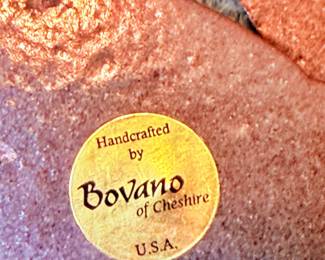 Handcrafted
by
Bovano
of Cheshire
U.S.A.